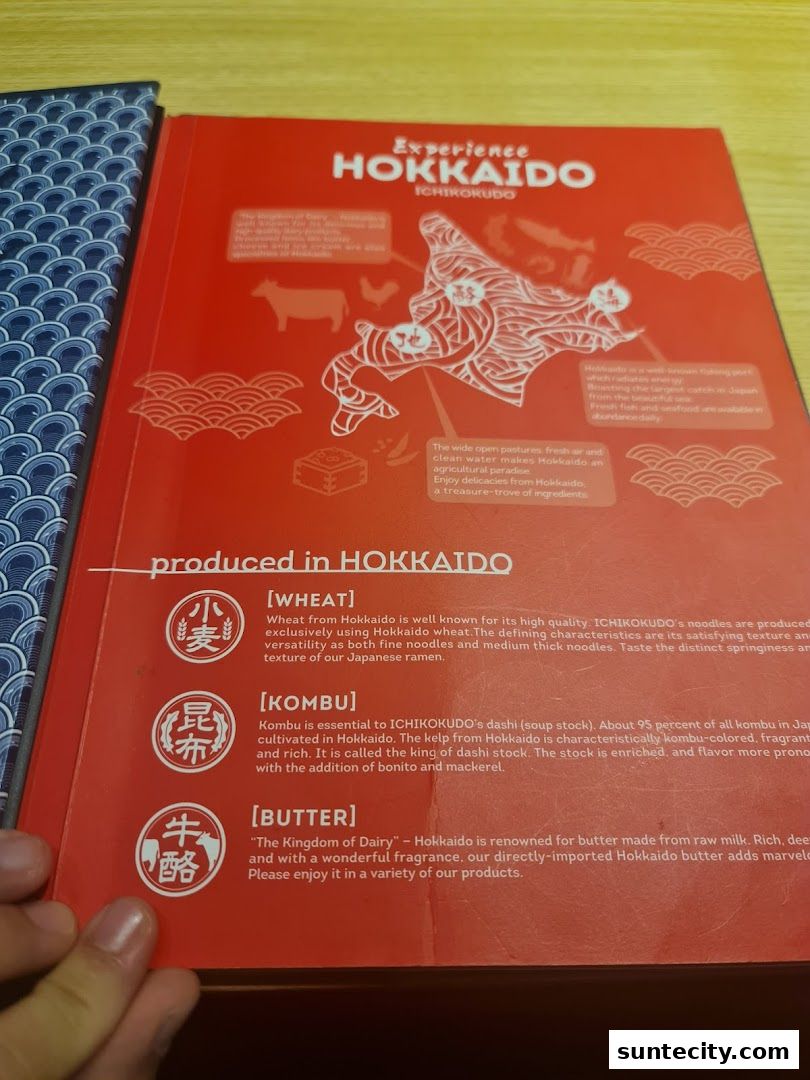 Experience
HOKKAIDO
ICHIKOKUDO
"The Kingdom of Dairy" – Hokkaido is
well known for its delicious and
high quality dairy products.
Processed items like butter
cheese and ice cream are also
specialities of Hokkaido.
酪
海
地
Hokkaido is a well-known fishing port
which radiates energy.
Boasting the largest catch in Japan
from the beautiful sea.
Fresh fish and seafood are available in
abundance daily.
The wide open pastures, fresh air and
clean water makes Hokkaido an
agricultural paradise.
Enjoy delicacies from Hokkaido,
a treasure-trove of ingredients.
produced in HOKKAIDO
小麦
[WHEAT]
Wheat from Hokkaido is well known for its high quality. ICHIKOKUDO's noodles are produced
exclusively using Hokkaido wheat.The defining characteristics are its satisfying texture an
versatility as both fine noodles and medium thick noodles. Taste the distinct springiness an
texture of our Japanese ramen.
昆布
[KOMBU]
Kombu is essential to ICHIKOKUDO's dashi (soup stock). About 95 percent of all kombu in Jap
cultivated in Hokkaido. The kelp from Hokkaido is characteristically kombu-colored, fragrant
and rich. It is called the king of dashi stock. The stock is enriched, and flavor more prono
with the addition of bonito and mackerel.
牛酪
[BUTTER]
"The Kingdom of Dairy" – Hokkaido is renowned for butter made from raw milk. Rich, dee
and with a wonderful fragrance, our directly-imported Hokkaido butter adds marvelo
Please enjoy it in a variety of our products.
suntecity.com